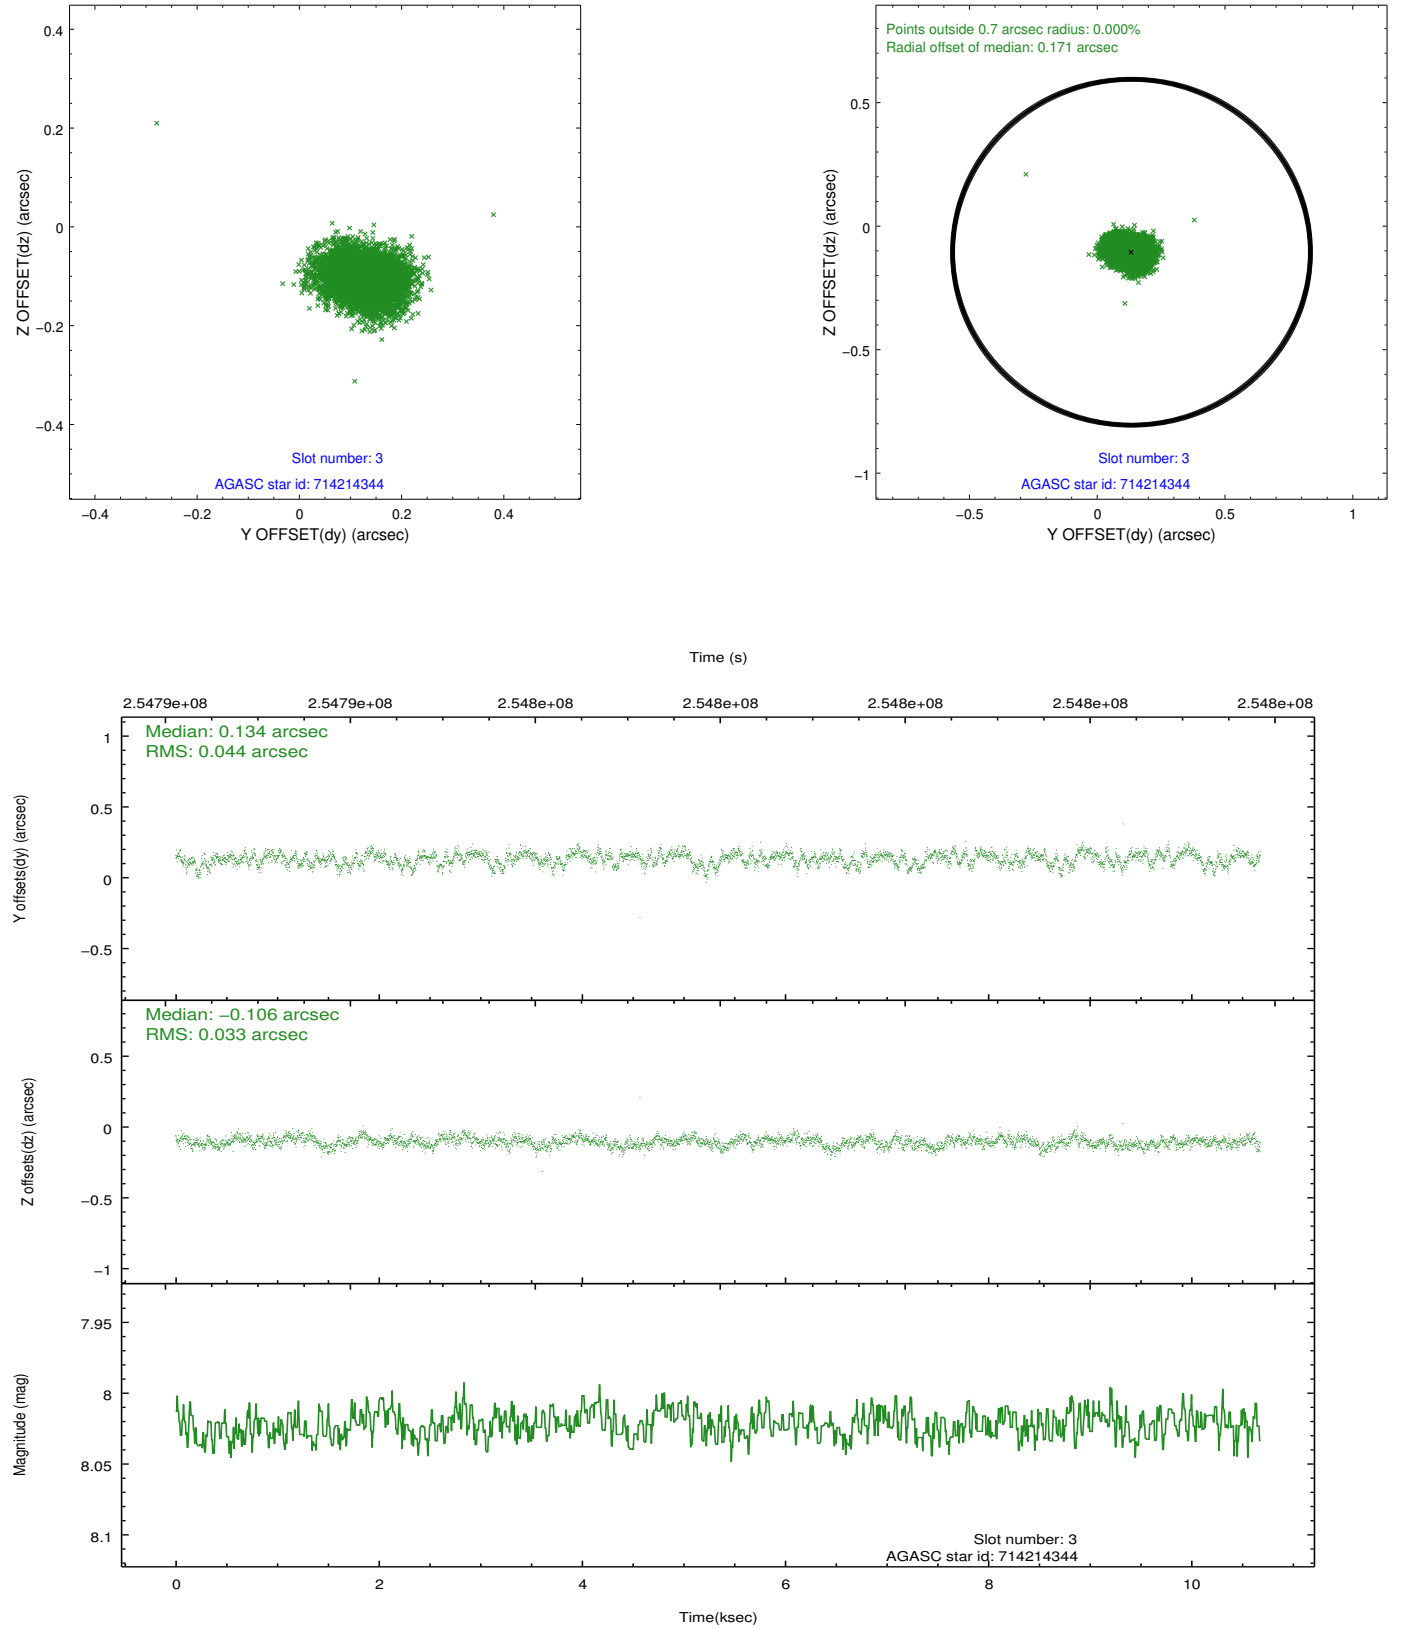 0.4
0.2
0
−0.2
−0.4
Z OFFSET(dz) (arcsec)
Slot number: 3
AGASC star id: 714214344
−0.4 −0.2 0 0.2 0.4
Y OFFSET(dy) (arcsec)
Points outside 0.7 arcsec radius: 0.000%
Radial offset of median: 0.171 arcsec
0.5
0
−0.5
−1
Z OFFSET(dz) (arcsec)
Slot number: 3
AGASC star id: 714214344
−0.5 0 0.5 1
Y OFFSET(dy) (arcsec)
Time (s)
2.5479e+08 2.5479e+08 2.548e+08 2.548e+08 2.548e+08 2.548e+08 2.548e+08
Median: 0.134 arcsec
RMS: 0.044 arcsec
1
0.5
0
−0.5
Y offsets(dy) (arcsec)
Median: −0.106 arcsec
RMS: 0.033 arcsec
0.5
0
−0.5
−1
Z offsets(dz) (arcsec)
7.95
8
8.05
8.1
Magnitude (mag)
Slot number: 3
AGASC star id: 714214344
0 2 4 6 8 10
Time(ksec)